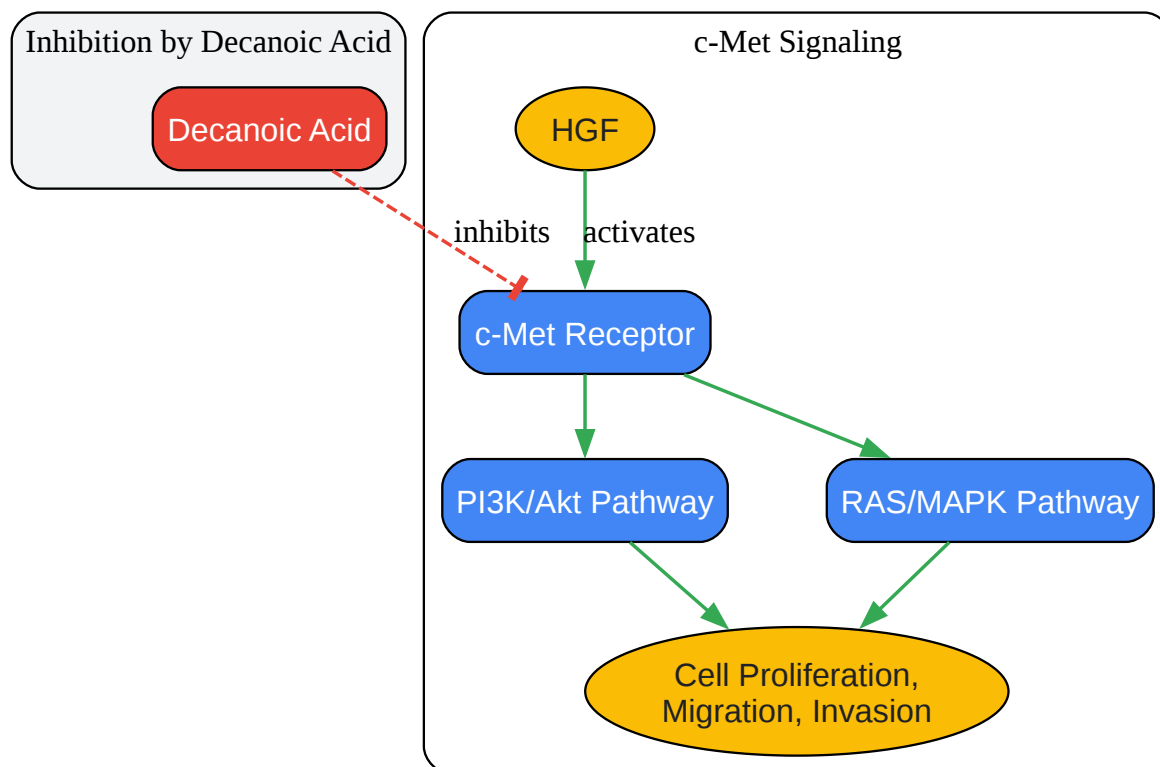 Inhibition by Decanoic Acid
c-Met Signaling
Decanoic Acid
HGF
inhibits
activates
c-Met Receptor
PI3K/Akt Pathway
RAS/MAPK Pathway
Cell Proliferation,
Migration, Invasion